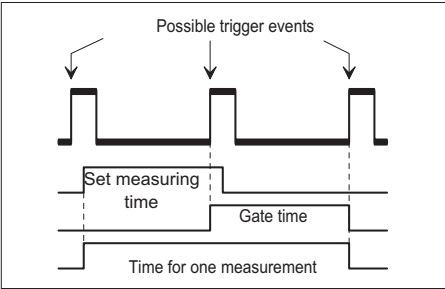 Possible trigger events
Set measuring
time
Gate time
Time for one measurement